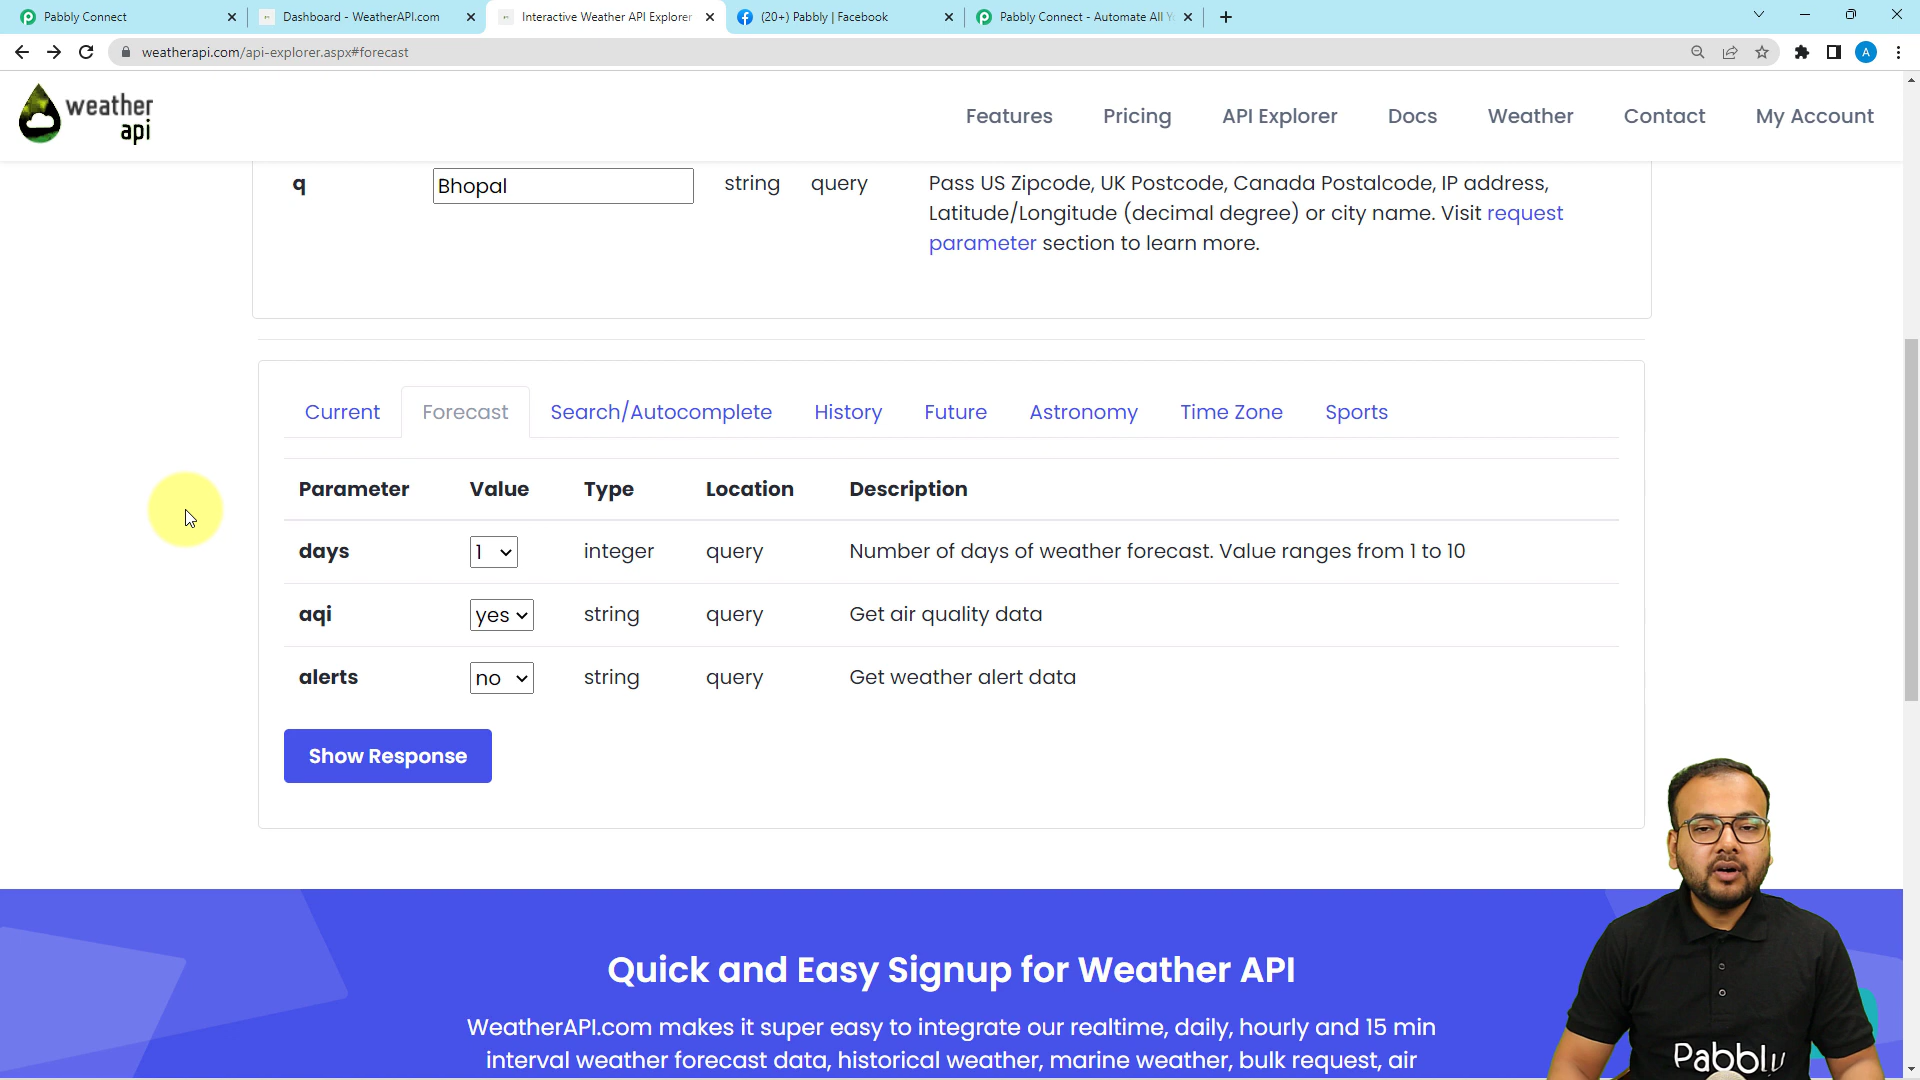 Pabbly Connect
Dashboard - WeatherAPI.com
Interactive Weather API Explorer
(20+) Pabbly | Facebook
Pabbly Connect - Automate All Y
weatherapi.com/api-explorer.aspx#forecast
A
weather
api
Features
Pricing
API Explorer
Docs
Weather
Contact
My Account
q
Bhopal
string
query
Pass US Zipcode, UK Postcode, Canada Postalcode, IP address,
Latitude/Longitude (decimal degree) or city name. Visit request
parameter section to learn more.
Current
Forecast
Search/Autocomplete
History
Future
Astronomy
Time Zone
Sports
Parameter Value Type Location Description
days 1 integer query Number of days of weather forecast. Value ranges from 1 to 10
aqi yes string query Get air quality data
alerts no string query Get weather alert data
Show Response
Quick and Easy Signup for Weather API
WeatherAPI.com makes it super easy to integrate our realtime, daily, hourly and 15 min
interval weather forecast data, historical weather, marine weather, bulk request, air
Pabbly